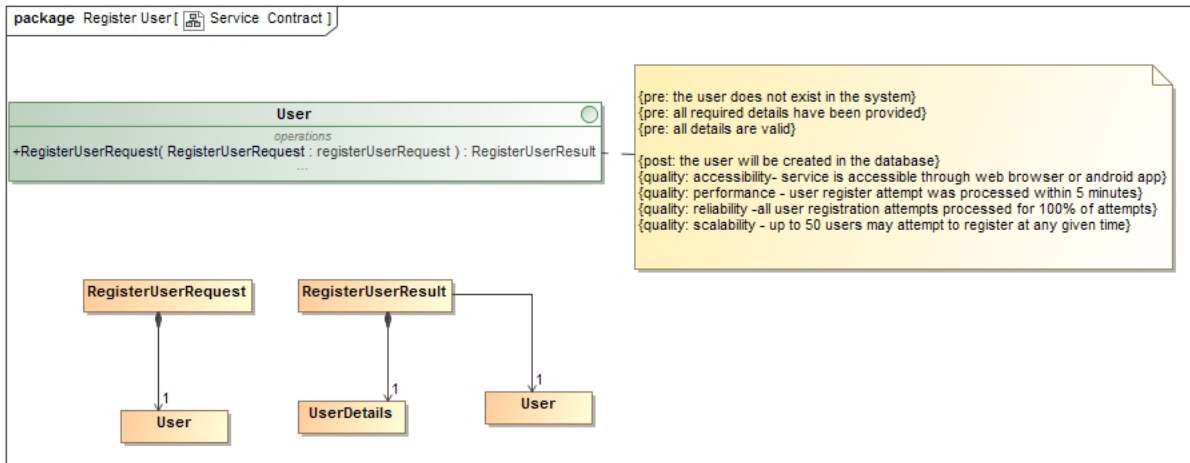 package Register User [ Service Contract ]
User
operations
+RegisterUserRequest( RegisterUserRequest : registerUserRequest ) : RegisterUserResult
...
{pre: the user does not exist in the system}
{pre: all required details have been provided}
{pre: all details are valid}
{post: the user will be created in the database}
{quality: accessibility- service is accessible through web browser or android app}
{quality: performance - user register attempt was processed within 5 minutes}
{quality: reliability -all user registration attempts processed for 100% of attempts}
{quality: scalability - up to 50 users may attempt to register at any given time}
RegisterUserRequest
RegisterUserResult
1
1
1
User
UserDetails
User